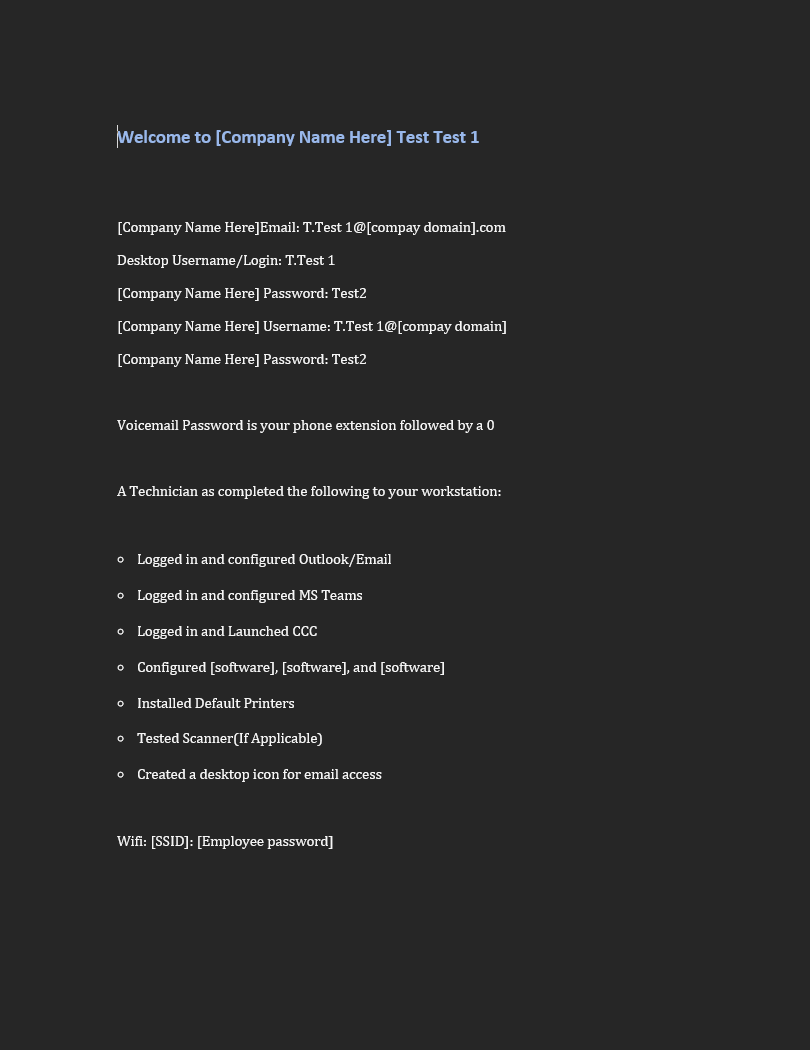 Welcome to [Company Name Here] Test Test 1
[Company Name Here]Email: T.Test 1@[compay domain].com
Desktop Username/Login: T.Test 1
[Company Name Here] Password: Test2
[Company Name Here] Username: T.Test 1@[compay domain]
[Company Name Here] Password: Test2
Voicemail Password is your phone extension followed by a 0
A Technician as completed the following to your workstation:
Logged in and configured Outlook/Email
Logged in and configured MS Teams
Logged in and Launched CCC
Configured [software], [software], and [software]
Installed Default Printers
Tested Scanner(If Applicable)
Created a desktop icon for email access
Wifi: [SSID]: [Employee password]